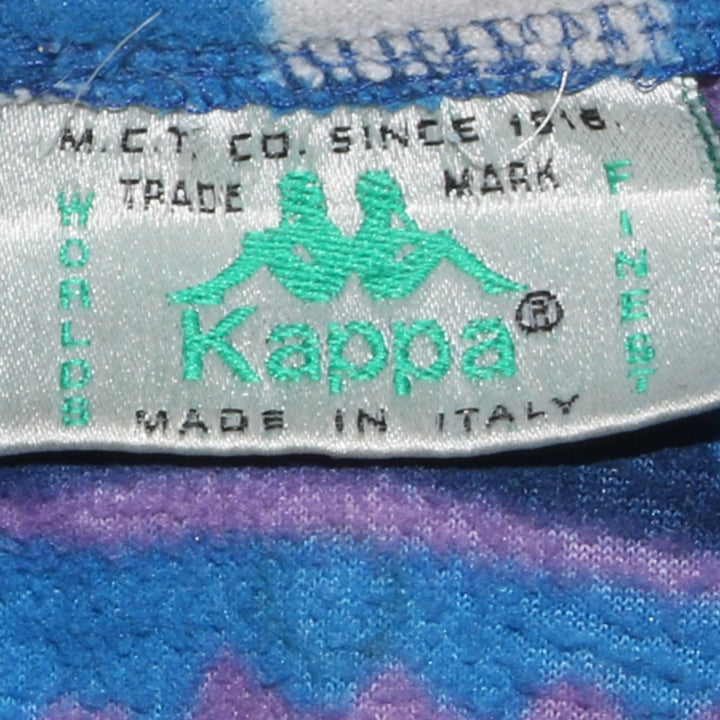 M.C.T. CO. SINCE 1916.
TRADE MARK
WORLDS
FINEST
Kappa®
MADE IN ITALY